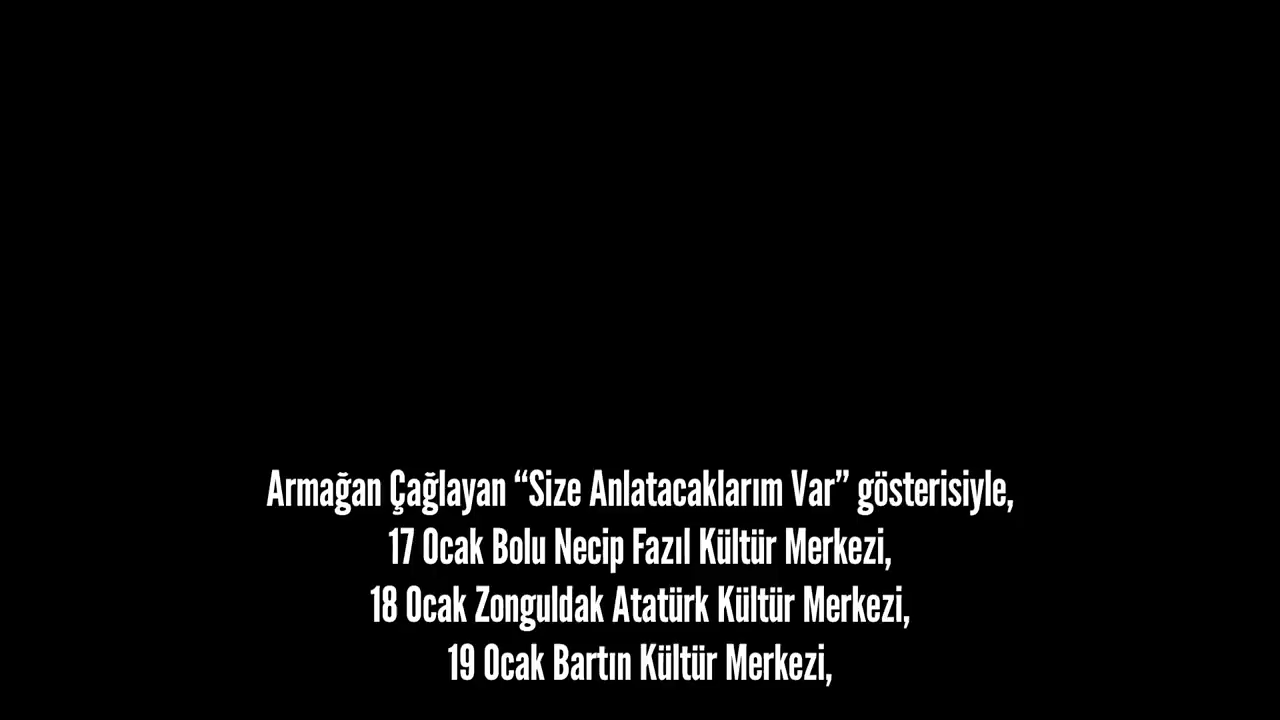 Armağan Çağlayan “Size Anlatacaklarım Var” gösterisiyle,
17 Ocak Bolu Necip Fazıl Kültür Merkezi,
18 Ocak Zonguldak Atatürk Kültür Merkezi,
19 Ocak Bartın Kültür Merkezi,